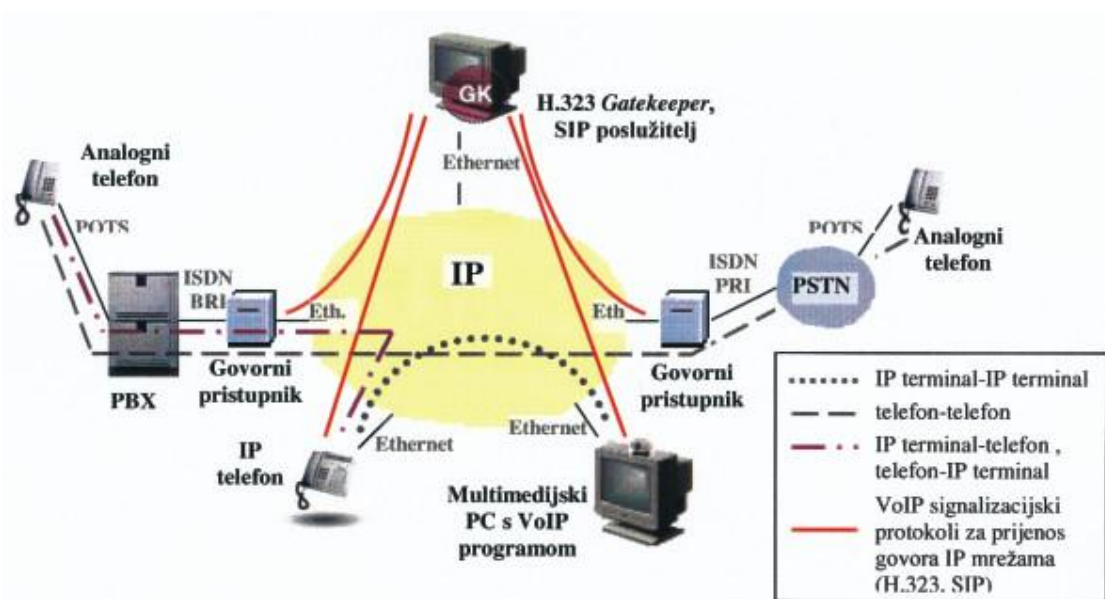 GK
H.323 Gatekeeper,
SIP poslužitelj
Ethernet
Analogni
telefon
POTS
ISDN
BRI
Eth.
IP
Eth
ISDN
PRI
PSTN
POTS
Analogni
telefon
PBX
Govorni
pristupnik
Govorni
pristupnik
IP
telefon
Ethernet
Ethernet
Multimedijski
PC s VoIP
programom
IP terminal-IP terminal
telefon-telefon
IP terminal-telefon ,
telefon-IP terminal
VoIP signalizacijski
protokoli za prijenos
govora IP mrežama
(H.323, SIP)